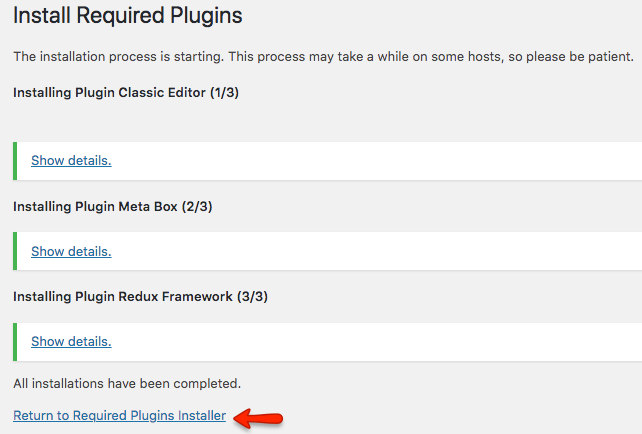 Install Required Plugins
The installation process is starting. This process may take a while on some hosts, so please be patient.
Installing Plugin Classic Editor (1/3)
Show details.
Installing Plugin Meta Box (2/3)
Show details.
Installing Plugin Redux Framework (3/3)
Show details.
All installations have been completed.
Return to Required Plugins Installer